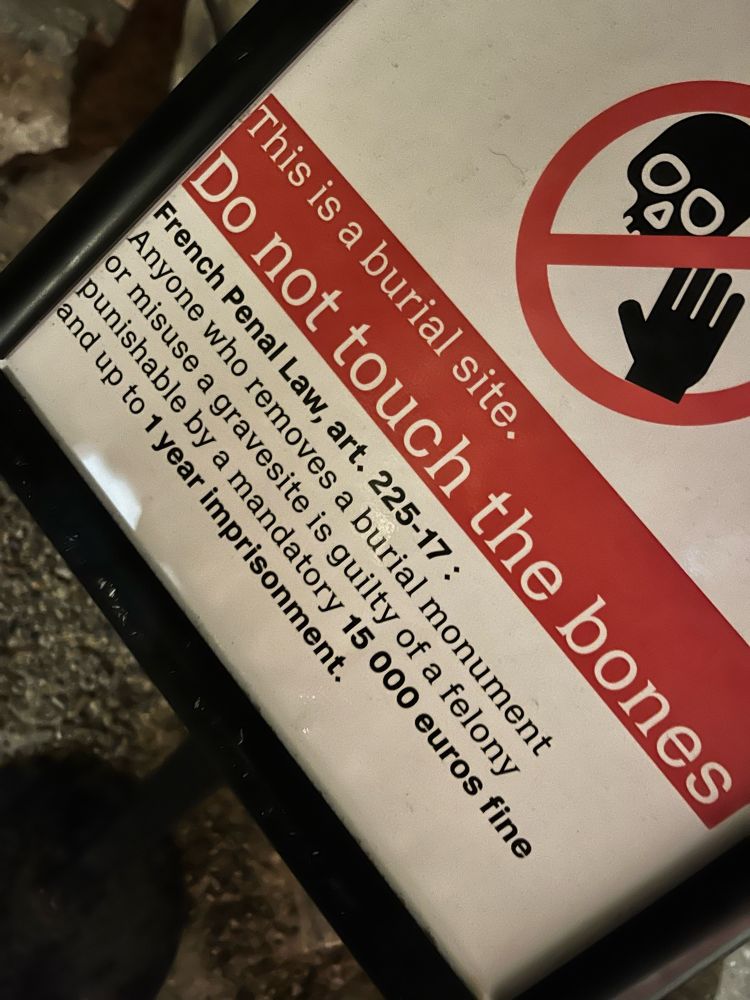 This is a burial site.
Do not touch the bones
French Penal Law, art. 225-17 :
Anyone who removes a burial monument
or misuse a gravesite is guilty of a felony
punishable by a mandatory 15 000 euros fine
and up to 1 year imprisonment.